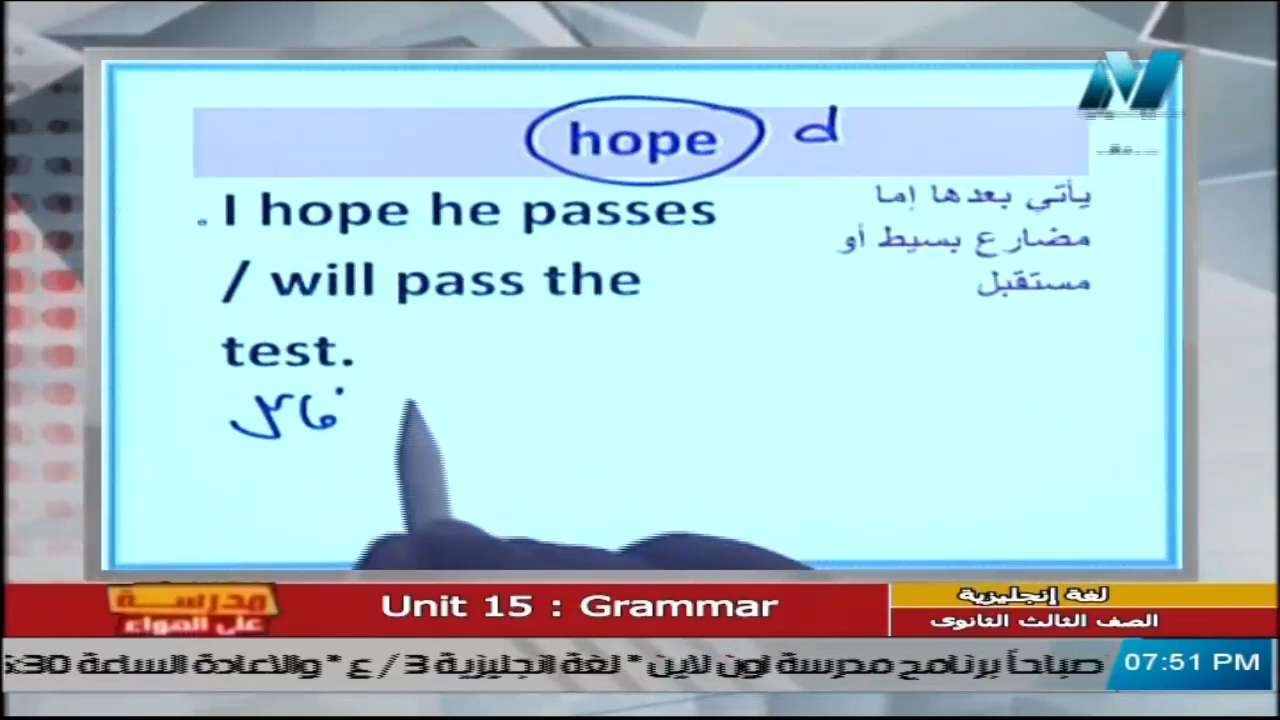 hope d
I hope he passes
/ will pass the
test.
يأتي بعدها إما
مضارع بسيط أو
مستقبل
مدرسة
على الهواء
Unit 15 : Grammar
لغة إنجليزية
الصف الثالث الثانوى
صباحاً برنامج مدرسة اون لاين " لغة انجليزية 3 / ع " والاعادة الساعة 5:30
07:51 PM